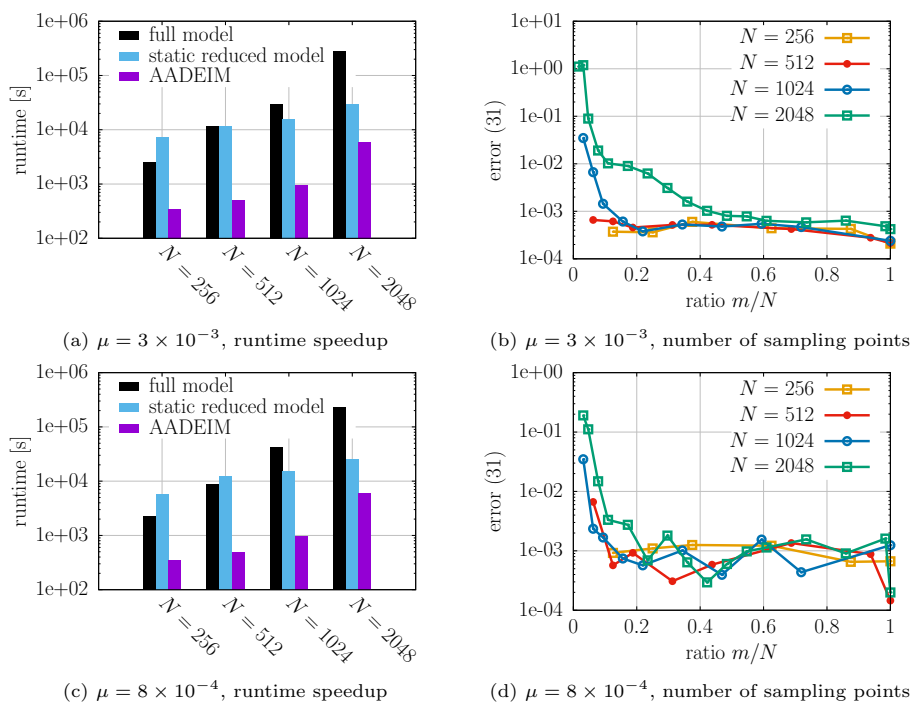 1e+06
1e+05
1e+04
1e+03
1e+02
runtime [s]
full model
static reduced model
AADEIM
N = 256
N = 512
N = 1024
N = 2048
(a) μ = 3 × 10⁻³, runtime speedup
1e+01
1e+00
1e-01
1e-02
1e-03
1e-04
error (31)
N = 256
N = 512
N = 1024
N = 2048
0 0.2 0.4 0.6 0.8 1
ratio m/N
(b) μ = 3 × 10⁻³, number of sampling points
1e+06
1e+05
1e+04
1e+03
1e+02
runtime [s]
full model
static reduced model
AADEIM
N = 256
N = 512
N = 1024
N = 2048
(c) μ = 8 × 10⁻⁴, runtime speedup
1e+00
1e-01
1e-02
1e-03
1e-04
error (31)
N = 256
N = 512
N = 1024
N = 2048
0 0.2 0.4 0.6 0.8 1
ratio m/N
(d) μ = 8 × 10⁻⁴, number of sampling points